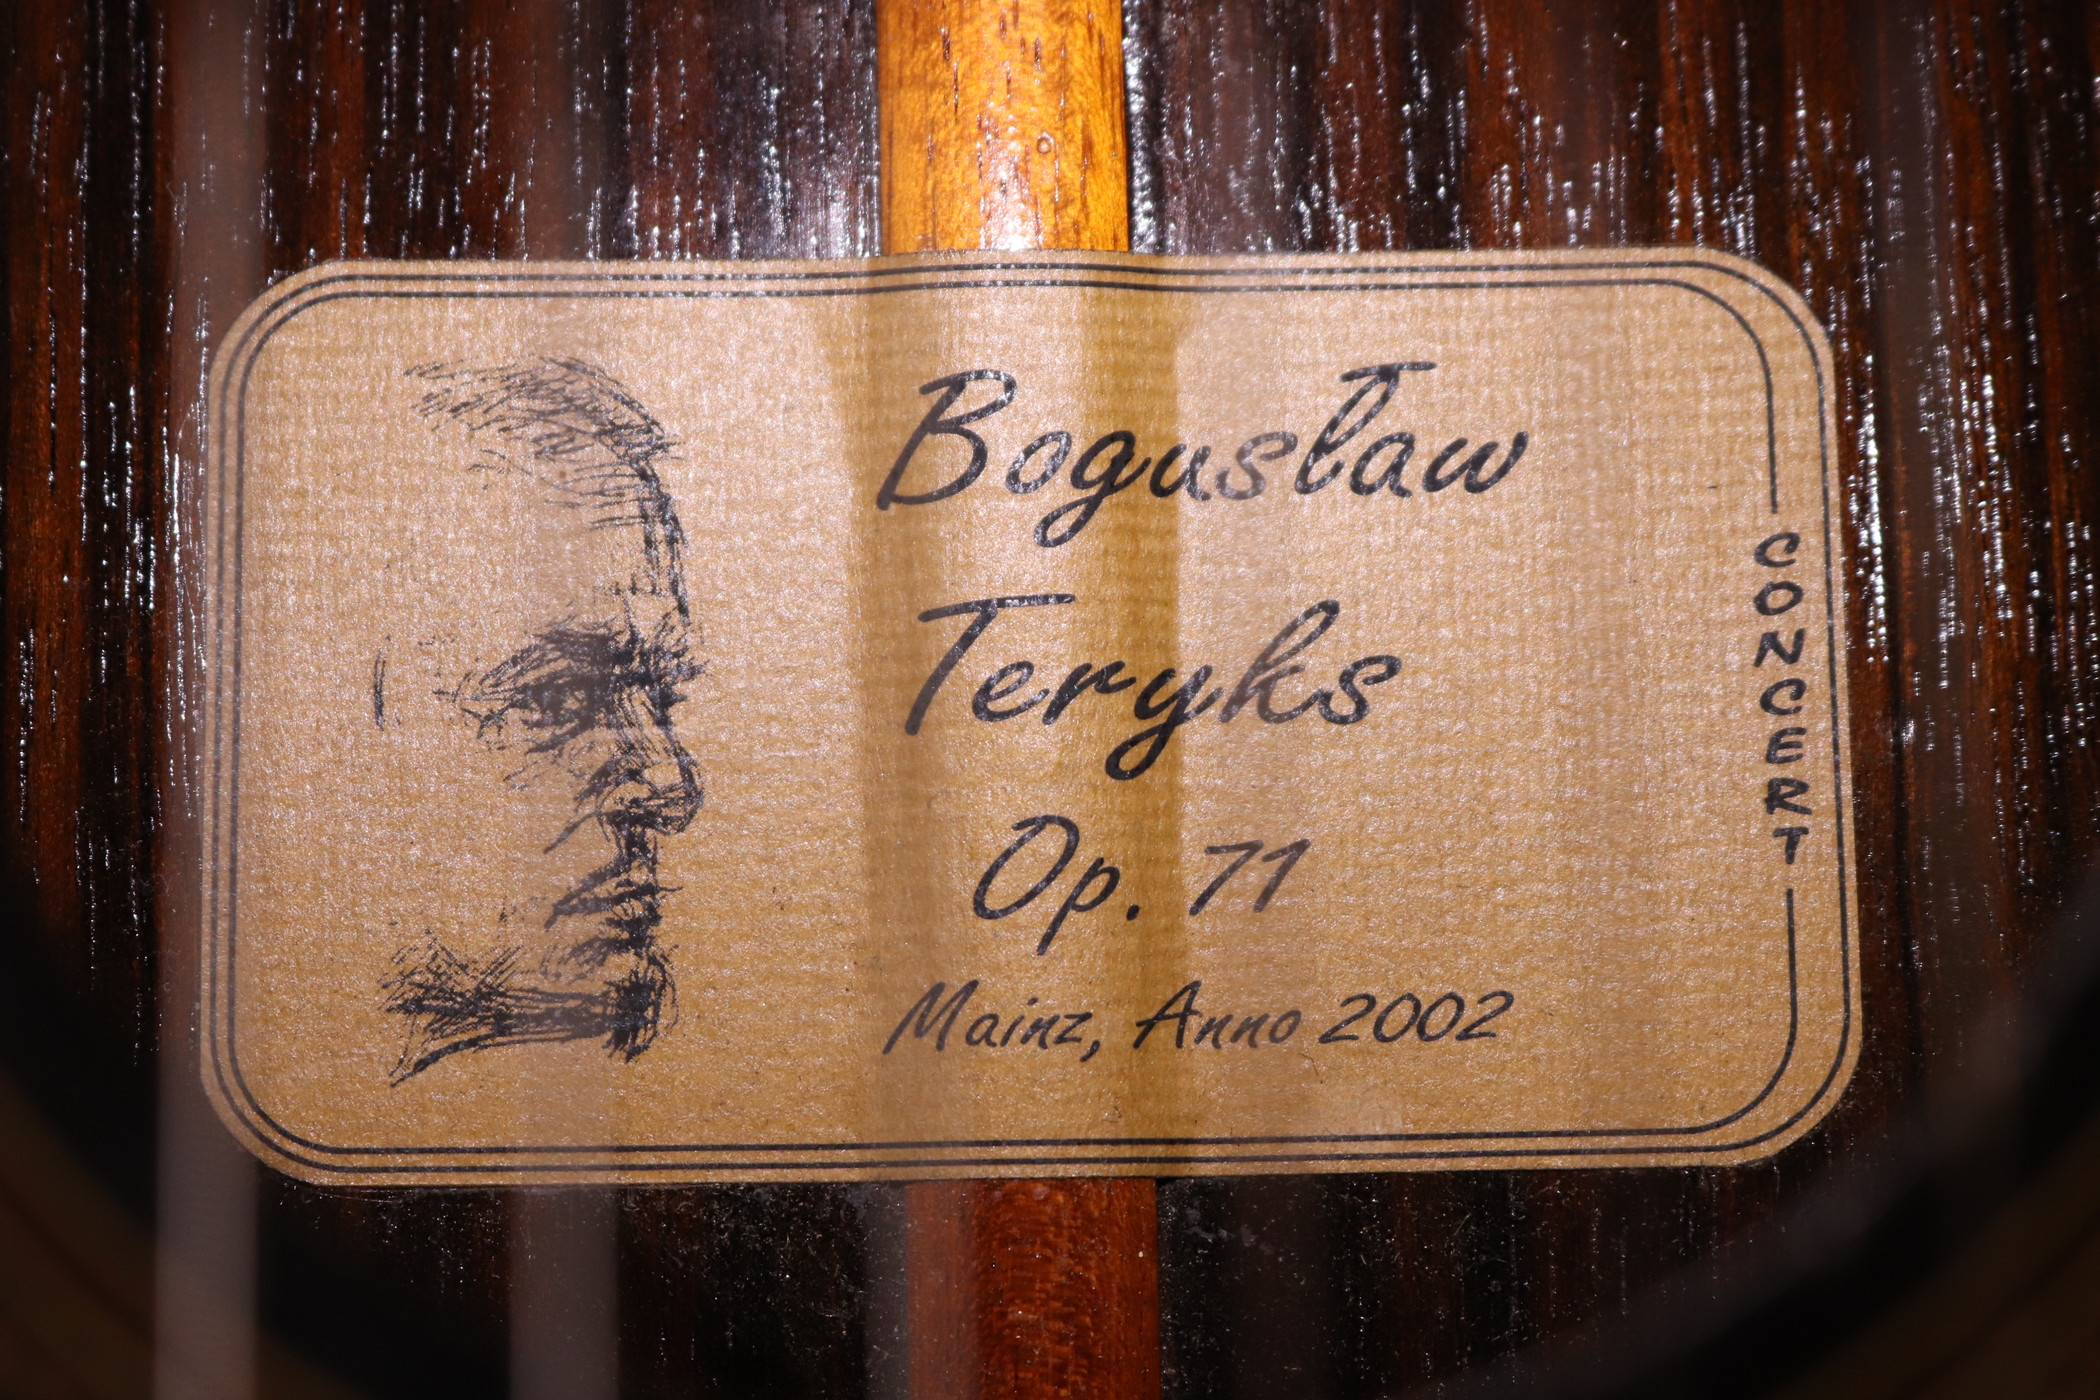 Bogusław
Teryks
Op. 71
Mainz, Anno 2002
CONCERT